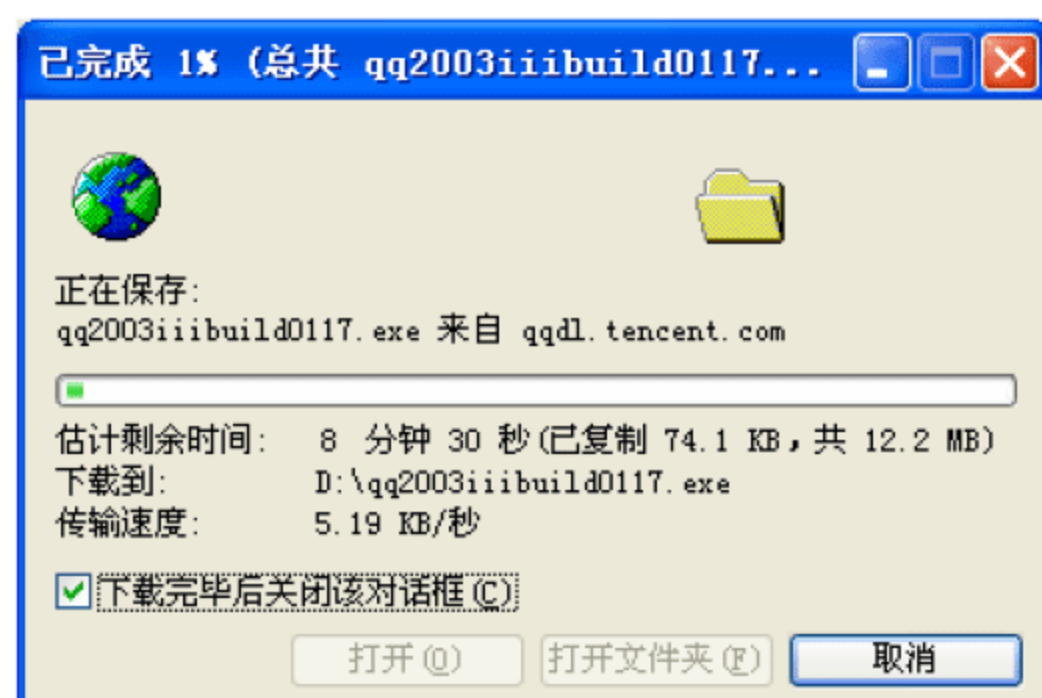 已完成 1% (总共 qq2003iiibuild0117...
正在保存:
qq2003iiibuild0117.exe 来自 qqdl.tencent.com
估计剩余时间: 8 分钟 30 秒(已复制 74.1 KB，共 12.2 MB)
下载到: D:\qq2003iiibuild0117.exe
传输速度: 5.19 KB/秒
下载完毕后关闭该对话框(C)
打开(O) 打开文件夹(F) 取消